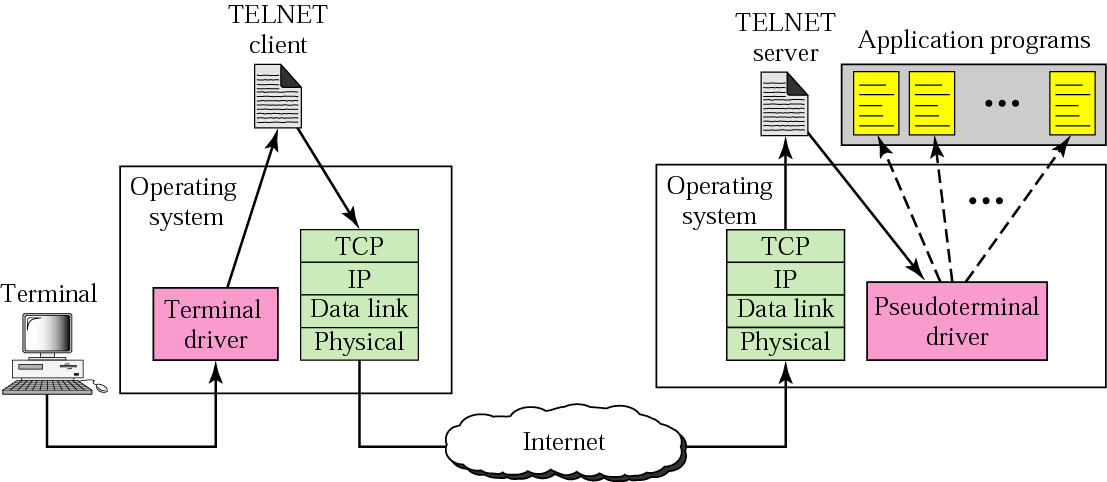 TELNET
client
TELNET
server
Application programs
Operating
system
Operating
system
TCP
IP
Data link
Physical
TCP
IP
Data link
Physical
Terminal
Terminal
driver
Pseudoterminal
driver
Internet